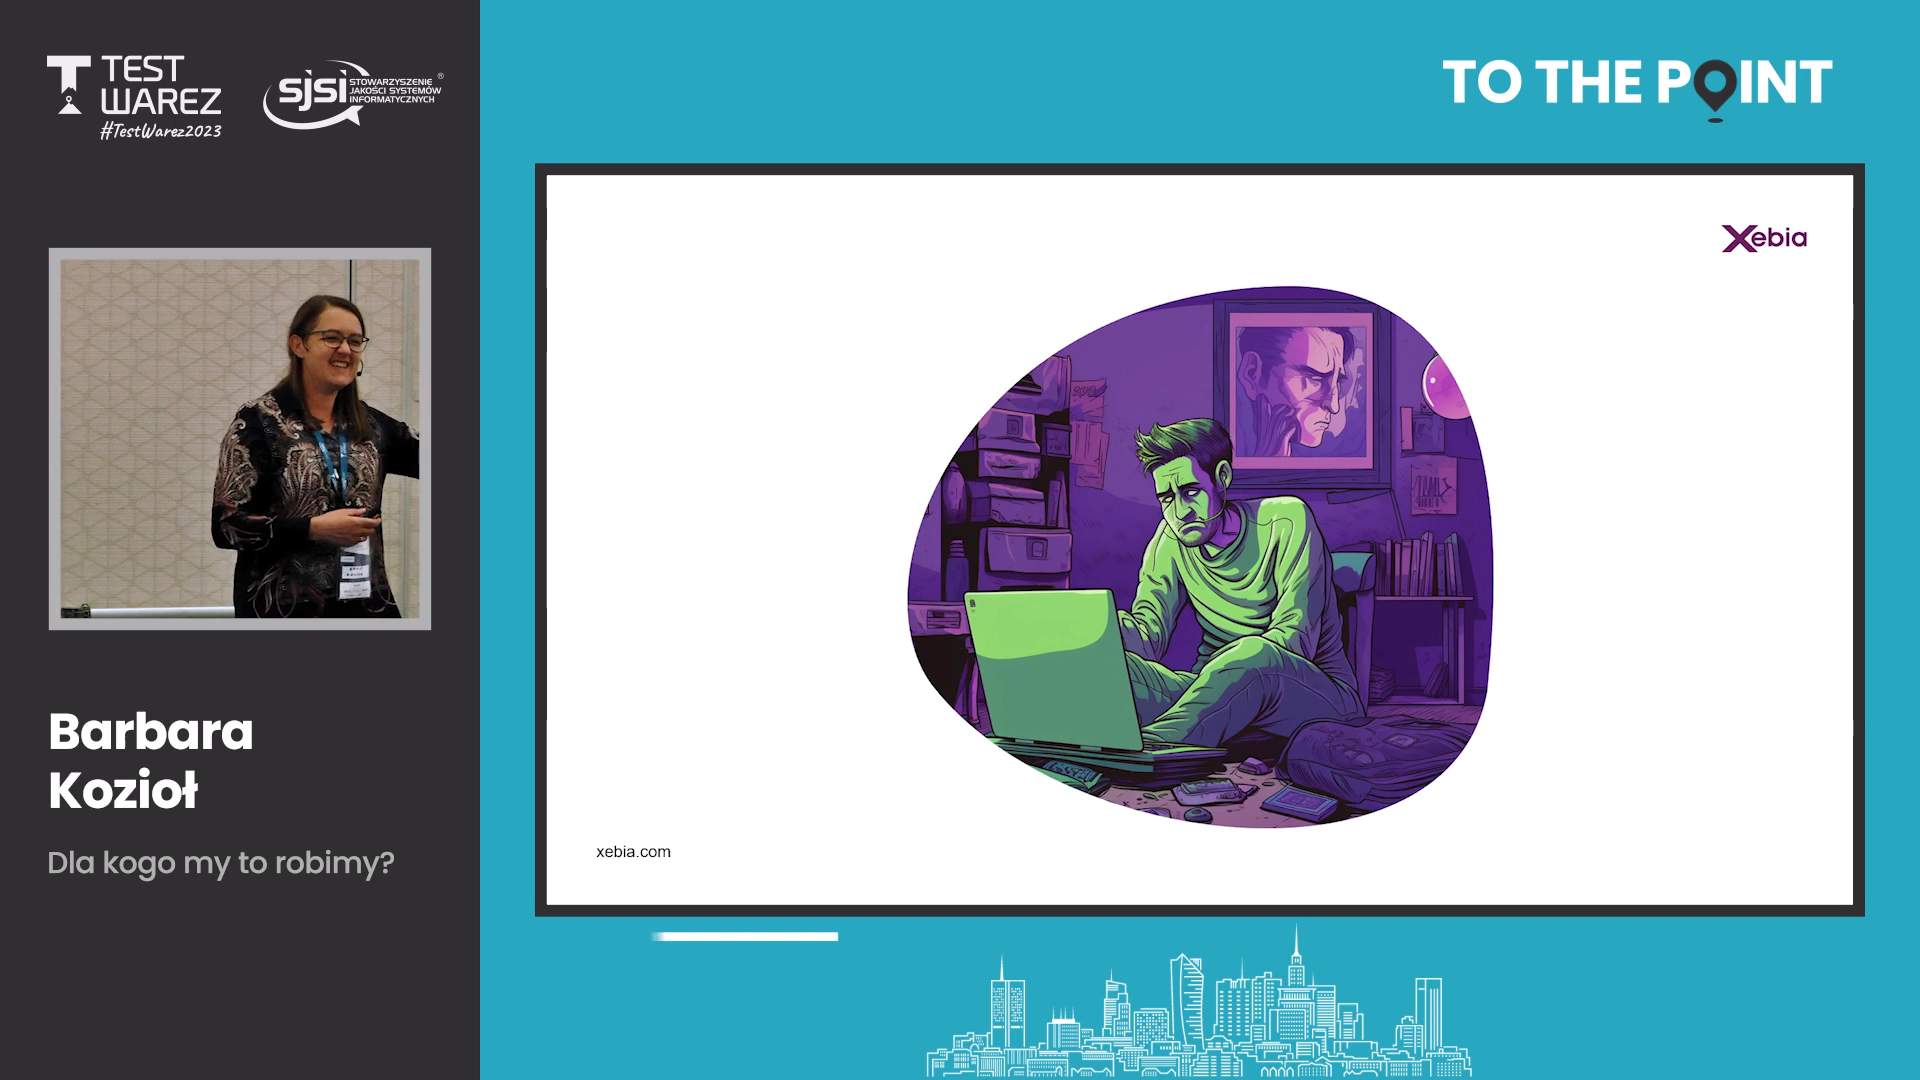 TEST
WAREZ
#TestWarez2023
sjsi
STOWARZYSZENIE
JAKOŚCI SYSTEMÓW
INFORMATYCZNYCH
®
TO THE POINT
Xebia
Barbara
Kozioł
Dla kogo my to robimy?
xebia.com